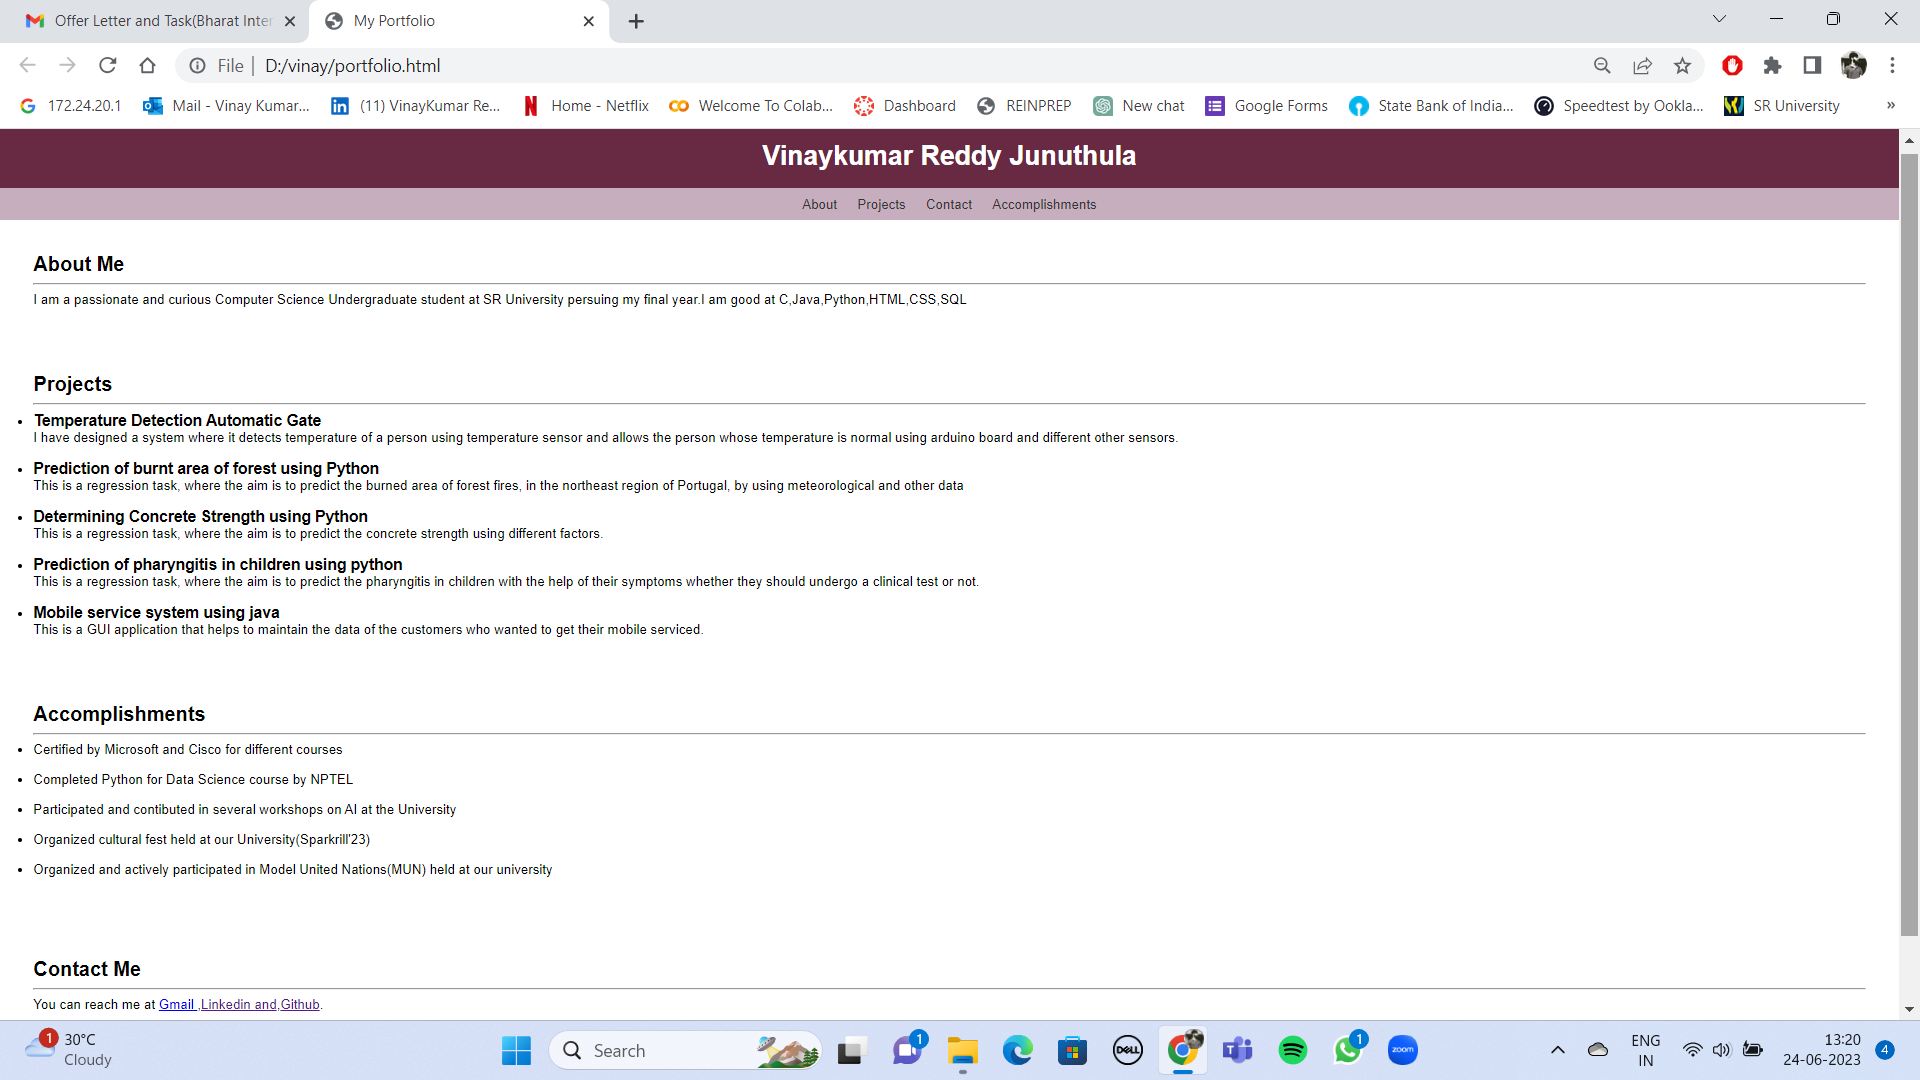 Offer Letter and Task(Bharat Inter
My Portfolio
File
D:/vinay/portfolio.html
172.24.20.1
Mail - Vinay Kumar...
(11) VinayKumar Re...
Home - Netflix
Welcome To Colab...
Dashboard
REINPREP
New chat
Google Forms
State Bank of India...
Speedtest by Ookla...
SR University
»
Vinaykumar Reddy Junuthula
About Projects Contact Accomplishments
About Me
I am a passionate and curious Computer Science Undergraduate student at SR University persuing my final year.I am good at C,Java,Python,HTML,CSS,SQL
Projects
• Temperature Detection Automatic Gate
I have designed a system where it detects temperature of a person using temperature sensor and allows the person whose temperature is normal using arduino board and different other sensors.
• Prediction of burnt area of forest using Python
This is a regression task, where the aim is to predict the burned area of forest fires, in the northeast region of Portugal, by using meteorological and other data
• Determining Concrete Strength using Python
This is a regression task, where the aim is to predict the concrete strength using different factors.
• Prediction of pharyngitis in children using python
This is a regression task, where the aim is to predict the pharyngitis in children with the help of their symptoms whether they should undergo a clinical test or not.
• Mobile service system using java
This is a GUI application that helps to maintain the data of the customers who wanted to get their mobile serviced.
Accomplishments
• Certified by Microsoft and Cisco for different courses
• Completed Python for Data Science course by NPTEL
• Participated and contibuted in several workshops on AI at the University
• Organized cultural fest held at our University(Sparkrill'23)
• Organized and actively participated in Model United Nations(MUN) held at our university
Contact Me
You can reach me at Gmail ,Linkedin and,Github.
1
30°C
Cloudy
Search
1
DELL
1
zoom
ENG
IN
13:20
24-06-2023
4